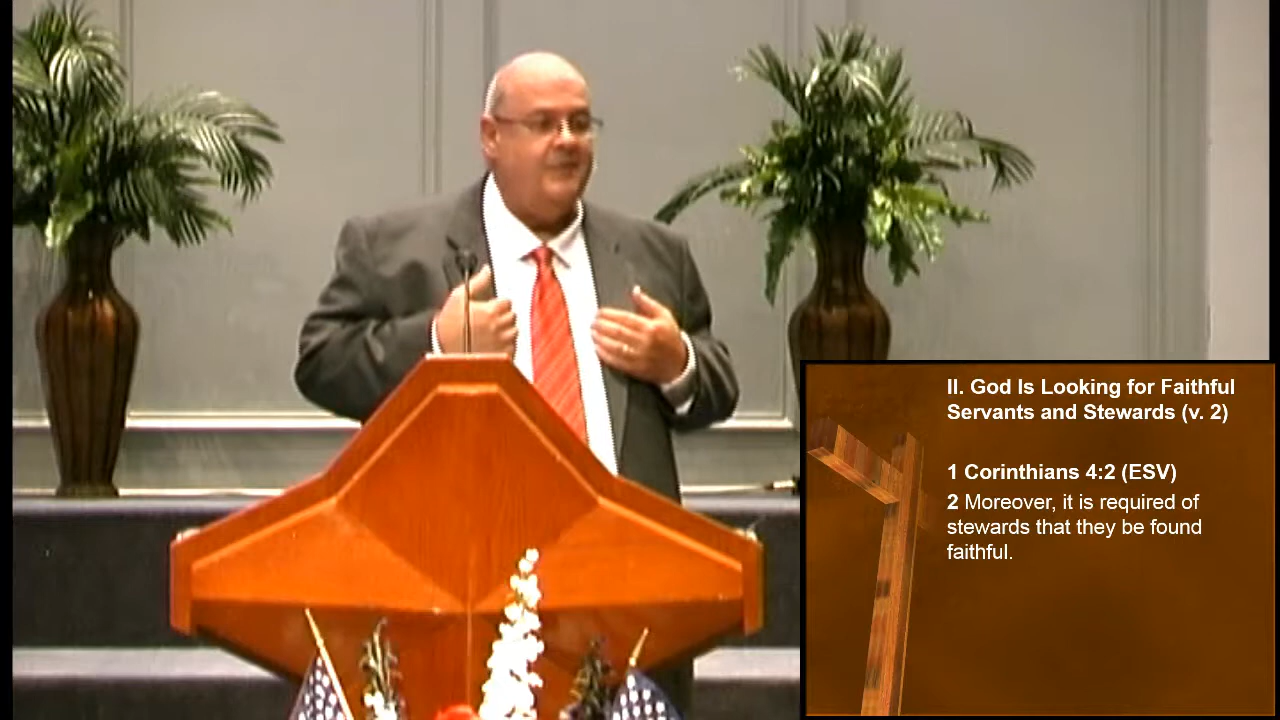 II. God Is Looking for Faithful
Servants and Stewards (v. 2)
1 Corinthians 4:2 (ESV)
2 Moreover, it is required of
stewards that they be found
faithful.